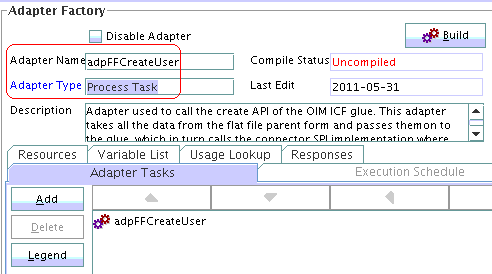 Adapter Factory
Disable Adapter
Build
Adapter Name adpFFCreateUser Compile Status Uncompiled
Adapter Type Process Task Last Edit 2011-05-31
Description Adapter used to call the create API of the OIM ICF glue. This adapter
takes all the data from the flat file parent form and passes themon to
the glue, which in turn calls the connector SPI implementation where
Resources Variable List Usage Lookup Responses
Adapter Tasks Execution Schedule
Add
Delete adpFFCreateUser
Legend